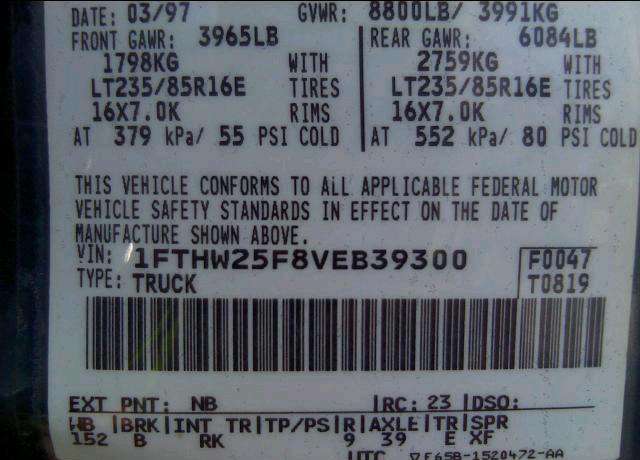 DATE: 03/97 GVWR: 8800LB/ 3991KG
FRONT GAWR: 3965LB REAR GAWR: 6084LB
1798KG WITH 2759KG WITH
LT235/85R16E TIRES LT235/85R16E TIRES
16X7.0K RIMS 16X7.0K RIMS
AT 379 kPa/ 55 PSI COLD AT 552 kPa/ 80 PSI COLD
THIS VEHICLE CONFORMS TO ALL APPLICABLE FEDERAL MOTOR
VEHICLE SAFETY STANDARDS IN EFFECT ON THE DATE OF
MANUFACTURE SHOWN ABOVE.
VIN: 1FTHW25F8VEB39300 F0047
TYPE: TRUCK T0819
EXT PNT: NB |RC: 23 |DSO:
WB |BRK|INT TR|TP/PS|R|AXLE|TR|SPR
152 B RK 9 39 E XF
UTC